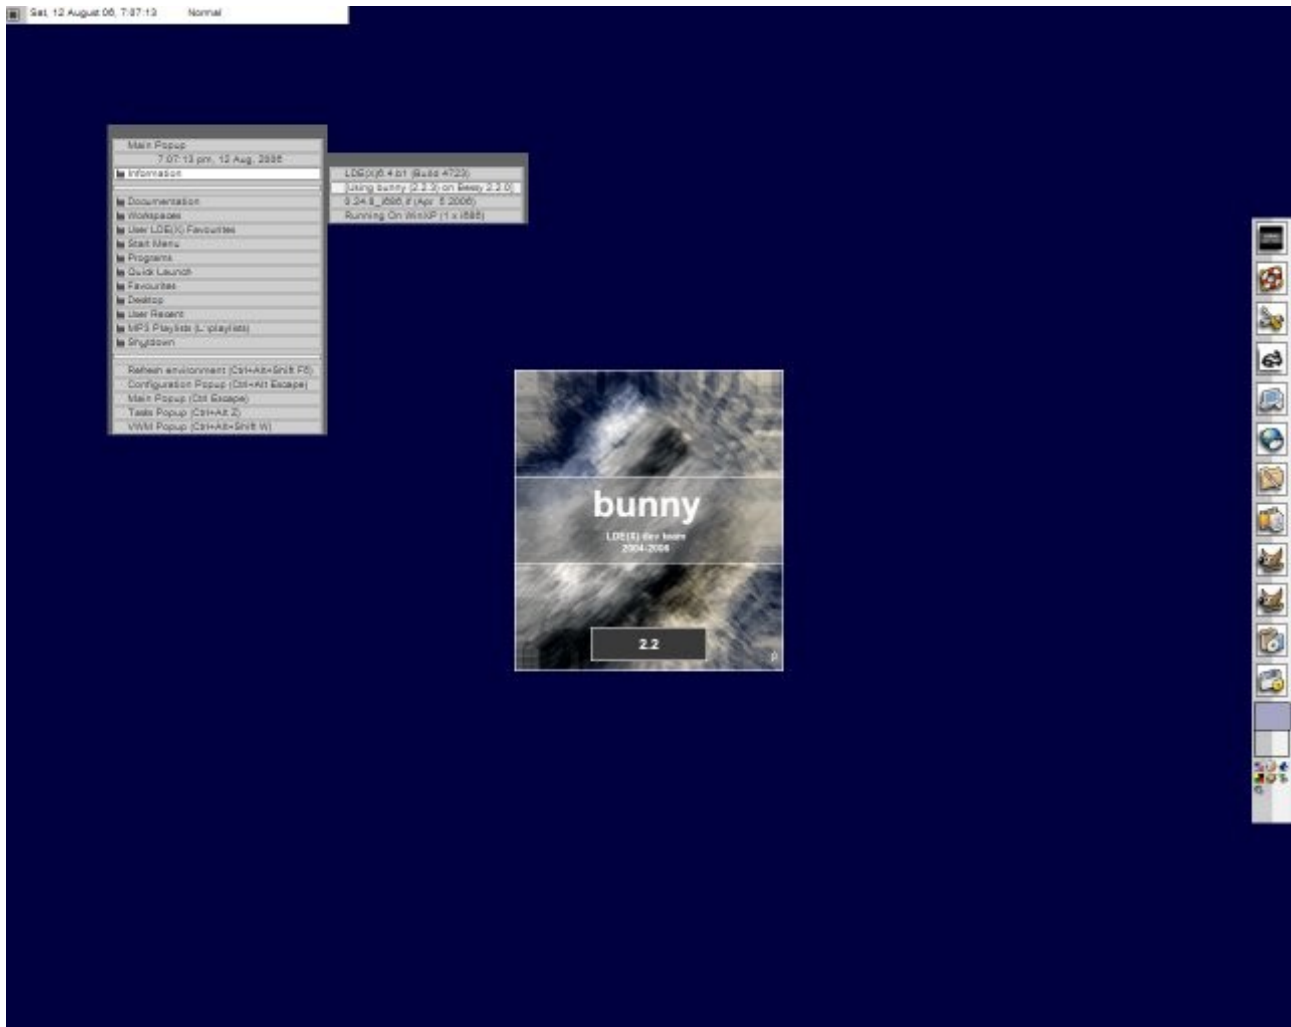 Sat, 12 August 06, 7:07:13 Normal
Main Popup
7:07:13 pm, 12 Aug, 2006
Information
Documentation
Workspaces
User LDE(X) Favourites
Start Menu
Programs
Quick Launch
Favourites
Desktop
User Recent
MP3 Playlists (L:\playlists)
Shutdown
Refresh environment (Ctrl+Alt+Shift F5)
Configuration Popup (Ctrl+Alt Escape)
Main Popup (Ctrl Escape)
Tasks Popup (Ctrl+Alt Z)
VWM Popup (Ctrl+Alt+Shift W)
LDE(X)6.4.b1 (Build 4723)
[Using bunny (2.2.3) on Beesy 2.2.0]
0.24.8_i686 (Apr 5 2006)
Running On WinXP (1 x i686)
bunny
LDE(X) dev team
2004-2006
2.2
β